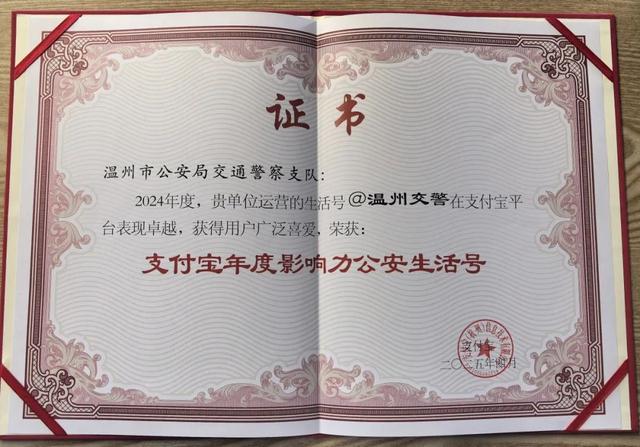 证书
温州市公安局交通警察支队:
2024年度，贵单位运营的生活号@温州交警在支付宝平
台表现卓越，获得用户广泛喜爱，荣获:
支付宝年度影响力公安生活号
支付宝
二〇二五年四月